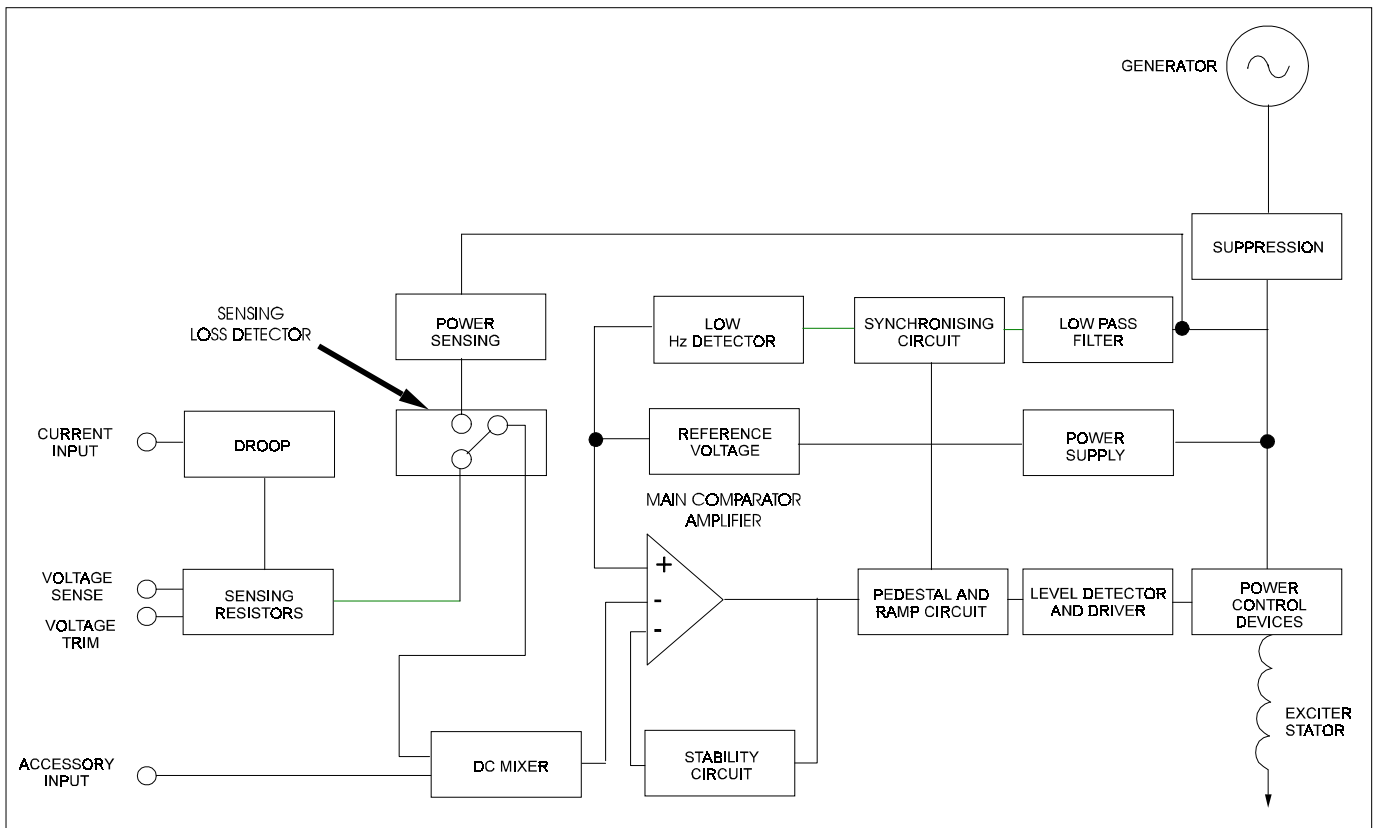 GENERATOR
SUPPRESSION
SENSING
LOSS DETECTOR
POWER
SENSING
LOW
Hz DETECTOR
SYNCHRONISING
CIRCUIT
LOW PASS
FILTER
CURRENT
INPUT
DROOP
REFERENCE
VOLTAGE
POWER
SUPPLY
MAIN COMPARATOR
AMPLIFIER
+
-
-
VOLTAGE
SENSE
VOLTAGE
TRIM
SENSING
RESISTORS
PEDESTAL AND
RAMP CIRCUIT
LEVEL DETECTOR
AND DRIVER
POWER
CONTROL
DEVICES
EXCITER
STATOR
ACCESSORY
INPUT
DC MIXER
STABILITY
CIRCUIT